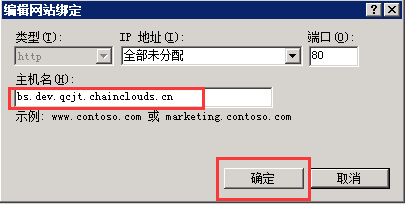 编辑网站绑定
类型(T): IP 地址(I): 端口(O):
http 全部未分配 80
主机名(H):
bs.dev.qcjt.chainclouds.cn
示例: www.contoso.com 或 marketing.contoso.com
确定 取消